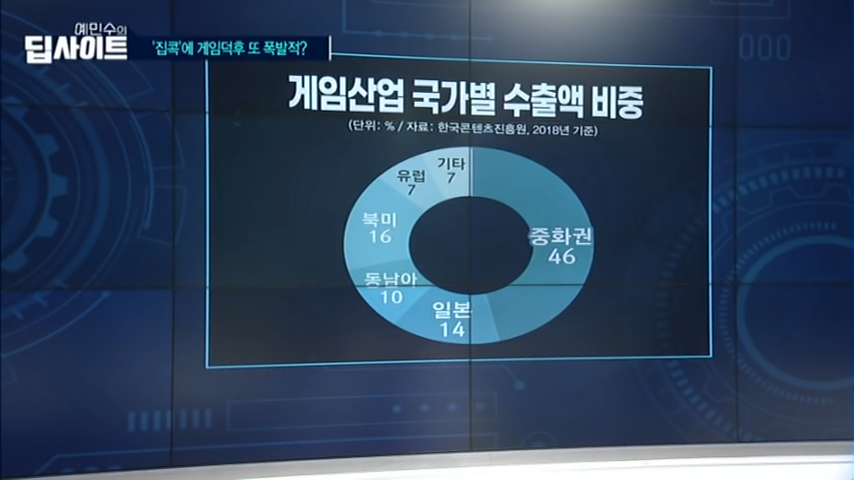 예민수의
딥사이트
'집콕'에 게임덕후 또 폭발적?
000
게임산업 국가별 수출액 비중
(단위: % / 자료: 한국콘텐츠진흥원, 2018년 기준)
기타
7
유럽
7
북미
16
중화권
46
동남아
10
일본
14